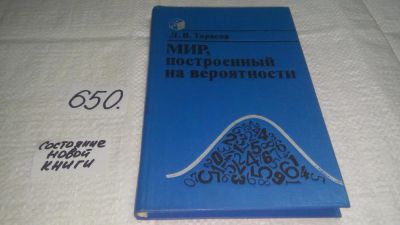 Л. В. Тарасов
МИР,
построенный
на вероятности
650.
состояние
новой
книги